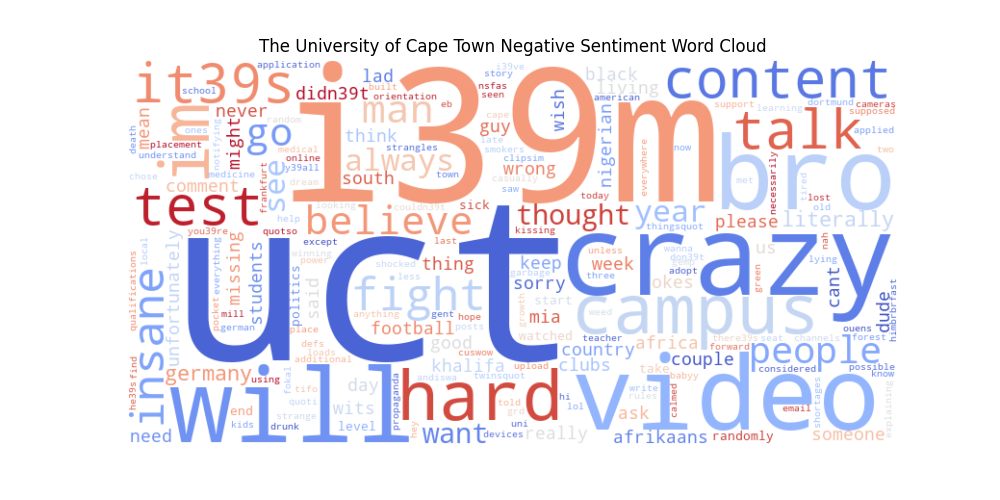 The University of Cape Town Negative Sentiment Word Cloud
application i39ve
story
it39s i39m lad black content
school built nsfas living
didn39t seen american
orientation eb
mean never man cape wish support learning dortmund cameras
ones random guy late supposed
death im go might think smokers nigerian talk applied
placement notifying medical strangles now bro two
understand online always clipsim everywhere
y39all wrong
chose medicine see south town casually met necessarily tired
comment frankfurt dream saw today lost
test looking couldn39t sick thought year old
help believe kissing thingsquot please literally
you39re quotso last uct crazy wanna us nah
local except unless don39t lying
unfortunately pocket missing students winning shocked thing keep garbage week three jokes adopt green cant
qualifications everything politics power less sorry start
said fight growth campus dude himbrbrfast
mill anything gent hope mia weed
german place football posts watched teacher africa there39re39s seat channels ouens
defs good cuswow country forward forest
insane loads people
additional khalifa upload clubs take couple considered possible
germany using andiswa twinsquot babyy know
he39s find will fokal day propaganda hard hi video write calmed shortages explaining
tifo told lol rules email
end quoti wits grd ask
kids strange level hey uni
need drunk want devices really afrikaans randomly someone